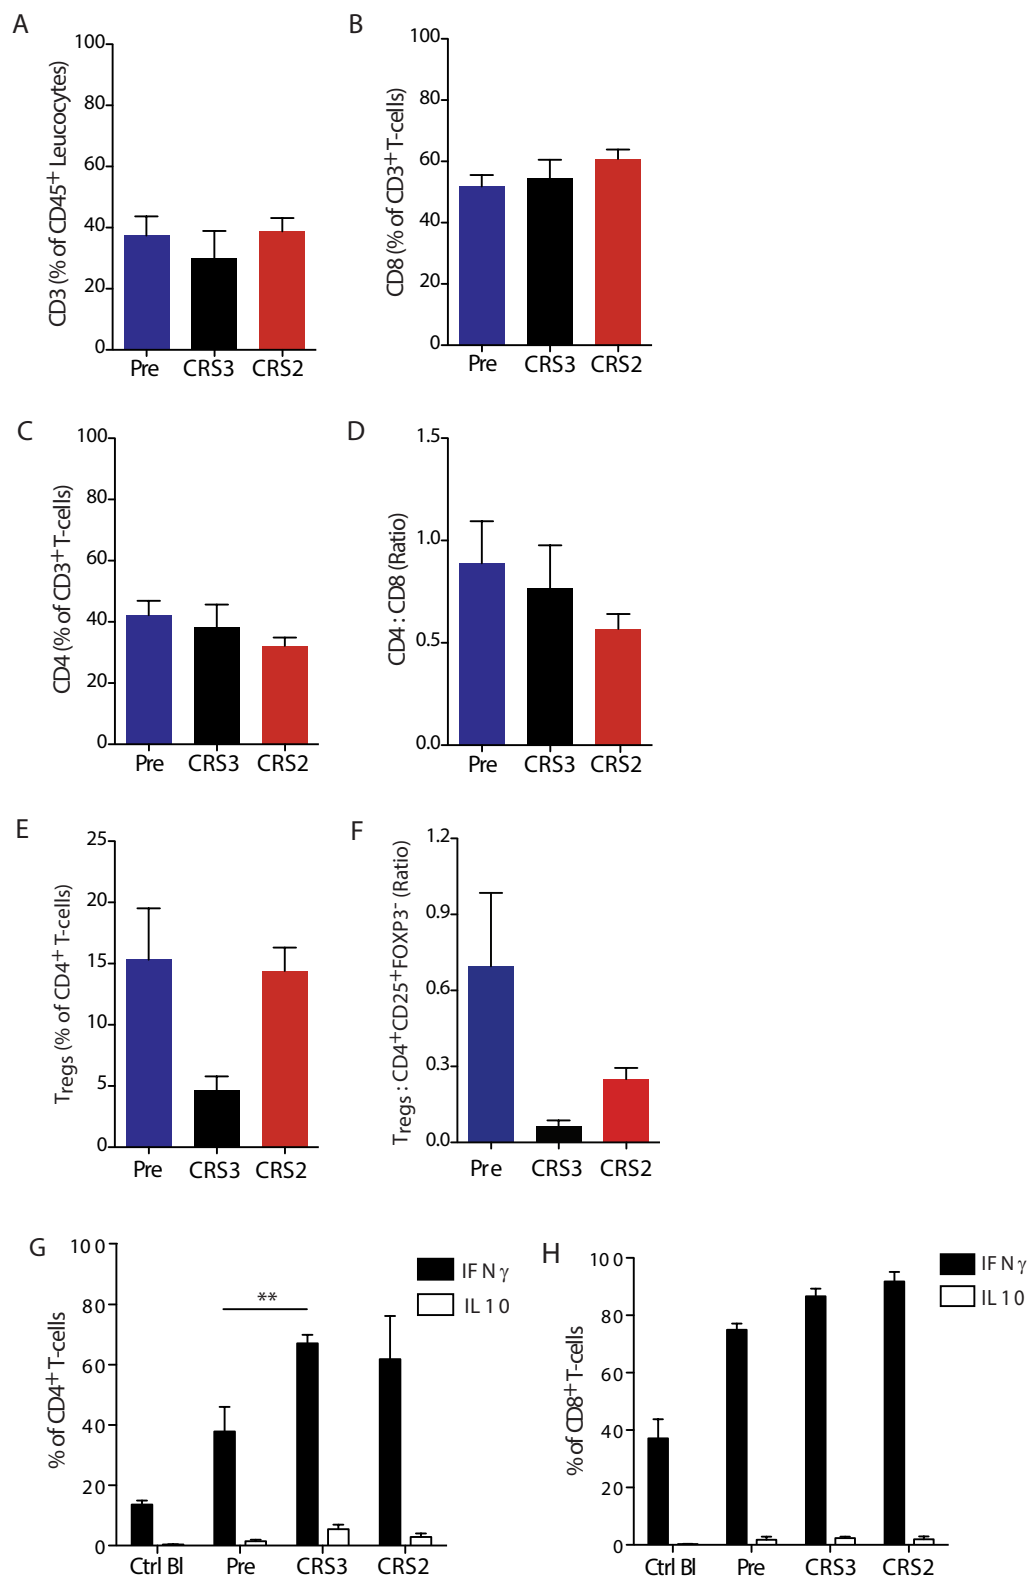 A
CD3 (% of CD45+ Leucocytes)
100
80
60
40
20
0
Pre CRS3 CRS2
B
CD8 (% of CD3+ T-cells)
100
80
60
40
20
0
Pre CRS3 CRS2
C
CD4 (% of CD3+ T-cells)
100
80
60
40
20
0
Pre CRS3 CRS2
D
CD4 : CD8 (Ratio)
1.5
1.0
0.5
0.0
Pre CRS3 CRS2
E
Tregs (% of CD4+ T-cells)
25
20
15
10
5
0
Pre CRS3 CRS2
F
Tregs : CD4+CD25+FOXP3- (Ratio)
1.2
0.9
0.6
0.3
0.0
Pre CRS3 CRS2
G
% of CD4+ T-cells
100
80
60
40
20
0
**
IFNγ
IL10
Ctrl Bl Pre CRS3 CRS2
H
% of CD8+ T-cells
100
80
60
40
20
0
IFNγ
IL10
Ctrl Bl Pre CRS3 CRS2